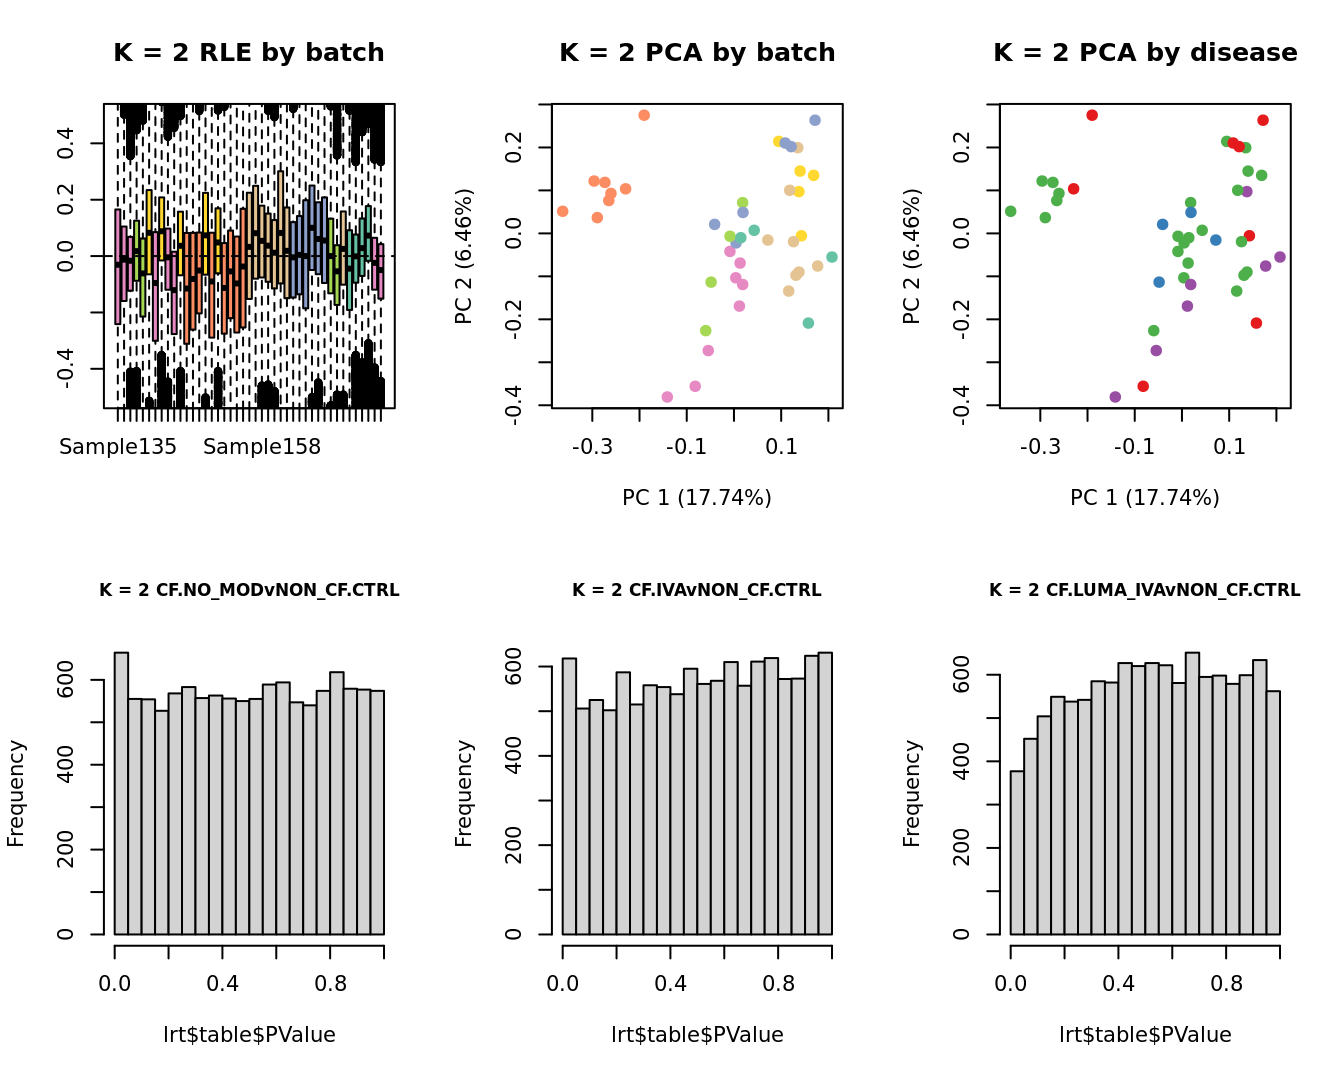 K = 2 RLE by batch
0.4
0.2
0.0
-0.4
Sample135 Sample158
K = 2 PCA by batch
PC 2 (6.46%)
0.2
0.0
-0.2
-0.4
-0.3 -0.1 0.1
PC 1 (17.74%)
K = 2 PCA by disease
PC 2 (6.46%)
0.2
0.0
-0.2
-0.4
-0.3 -0.1 0.1
PC 1 (17.74%)
K = 2 CF.NO_MODvNON_CF.CTRL
Frequency
600
400
200
0
0.0 0.4 0.8
lrt$table$PValue
K = 2 CF.IVAvNON_CF.CTRL
Frequency
600
400
200
0
0.0 0.4 0.8
lrt$table$PValue
K = 2 CF.LUMA_IVAvNON_CF.CTRL
Frequency
600
400
200
0
0.0 0.4 0.8
lrt$table$PValue